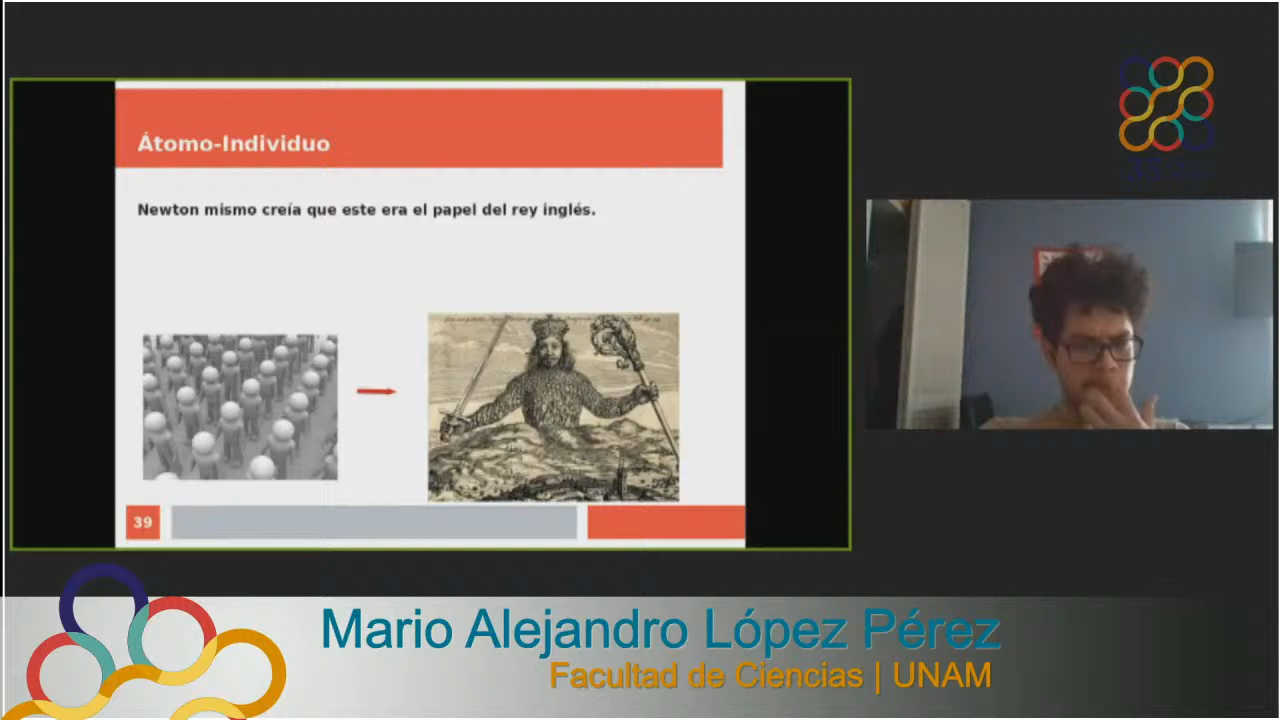 Átomo-Individuo
Newton mismo creía que este era el papel del rey inglés.
39
Mario Alejandro López Pérez
Facultad de Ciencias | UNAM